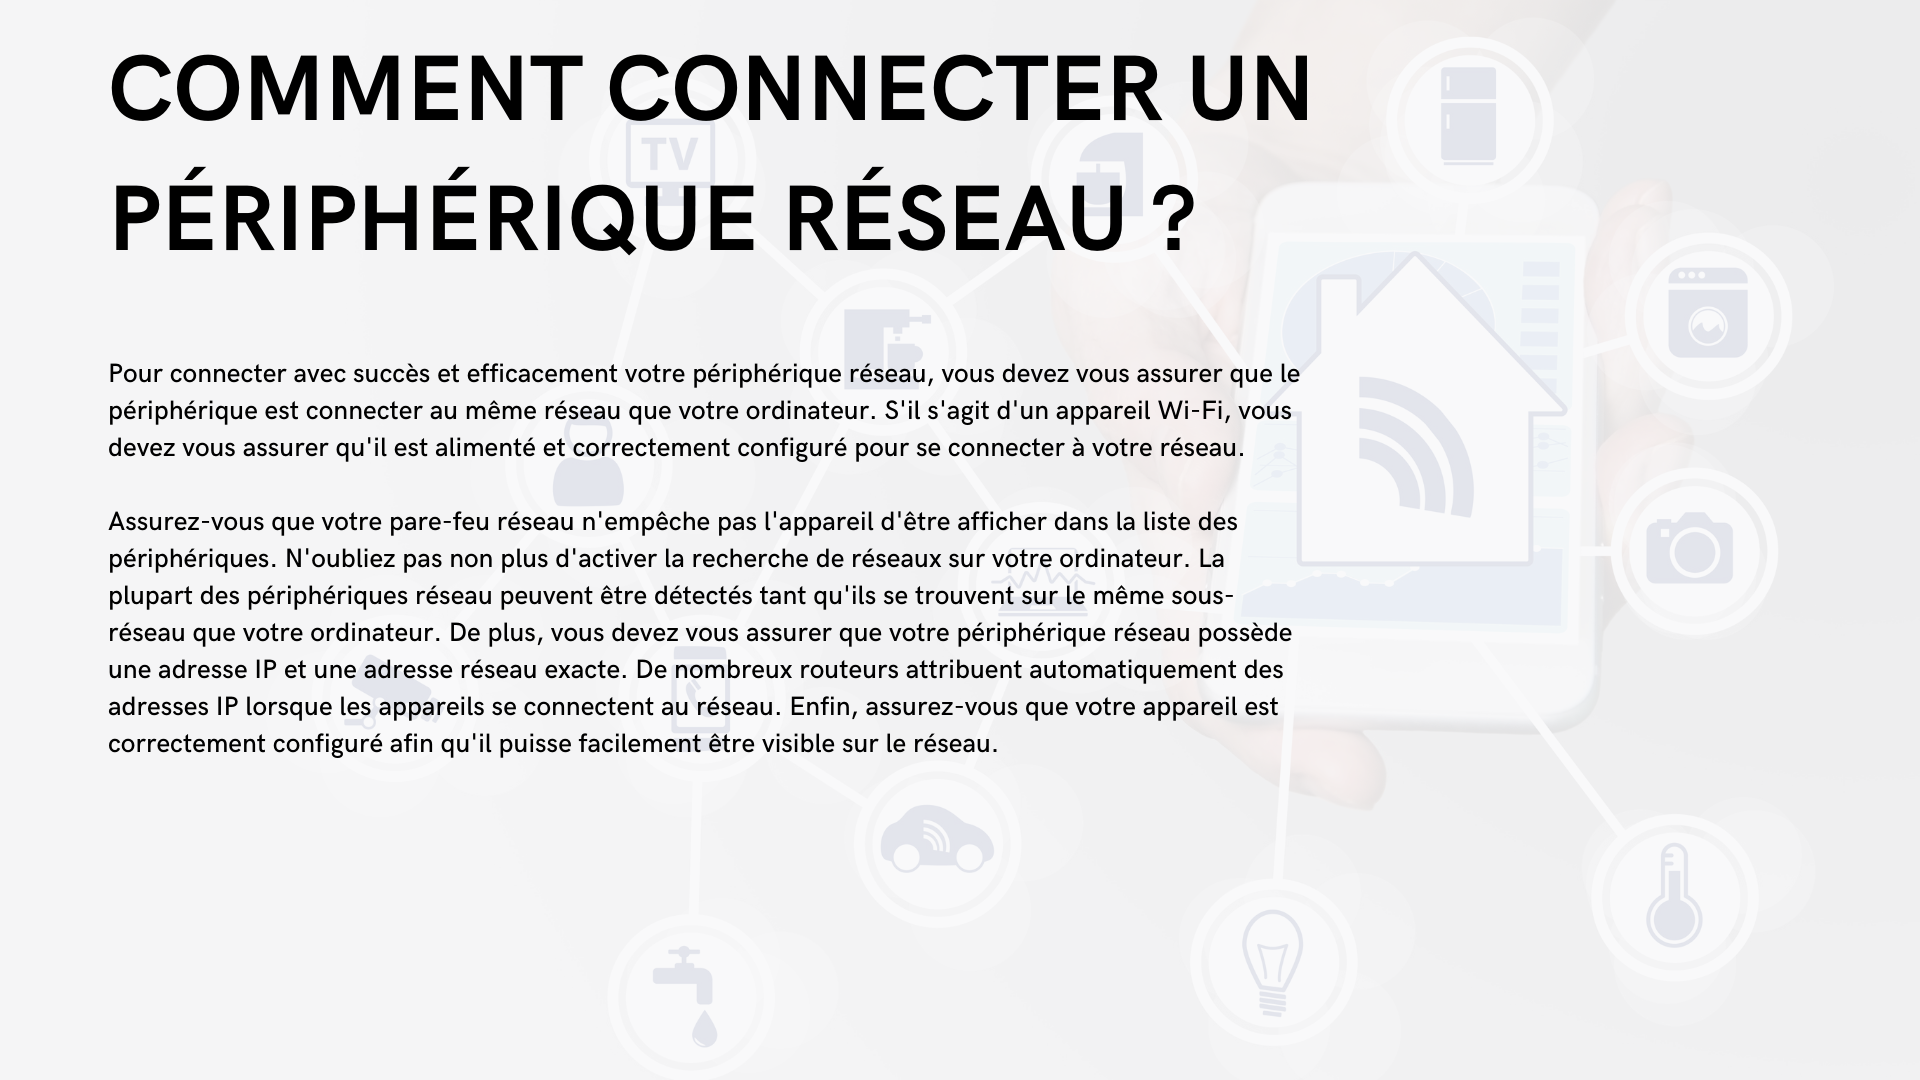 COMMENT CONNECTER UN
PÉRIPHÉRIQUE RÉSEAU ?
TV
Pour connecter avec succès et efficacement votre périphérique réseau, vous devez vous assurer que le
périphérique est connecter au même réseau que votre ordinateur. S'il s'agit d'un appareil Wi-Fi, vous
devez vous assurer qu'il est alimenté et correctement configuré pour se connecter à votre réseau.
Assurez-vous que votre pare-feu réseau n'empêche pas l'appareil d'être afficher dans la liste des
périphériques. N'oubliez pas non plus d'activer la recherche de réseaux sur votre ordinateur. La
plupart des périphériques réseau peuvent être détectés tant qu'ils se trouvent sur le même sous-
réseau que votre ordinateur. De plus, vous devez vous assurer que votre périphérique réseau possède
une adresse IP et une adresse réseau exacte. De nombreux routeurs attribuent automatiquement des
adresses IP lorsque les appareils se connectent au réseau. Enfin, assurez-vous que votre appareil est
correctement configuré afin qu'il puisse facilement être visible sur le réseau.